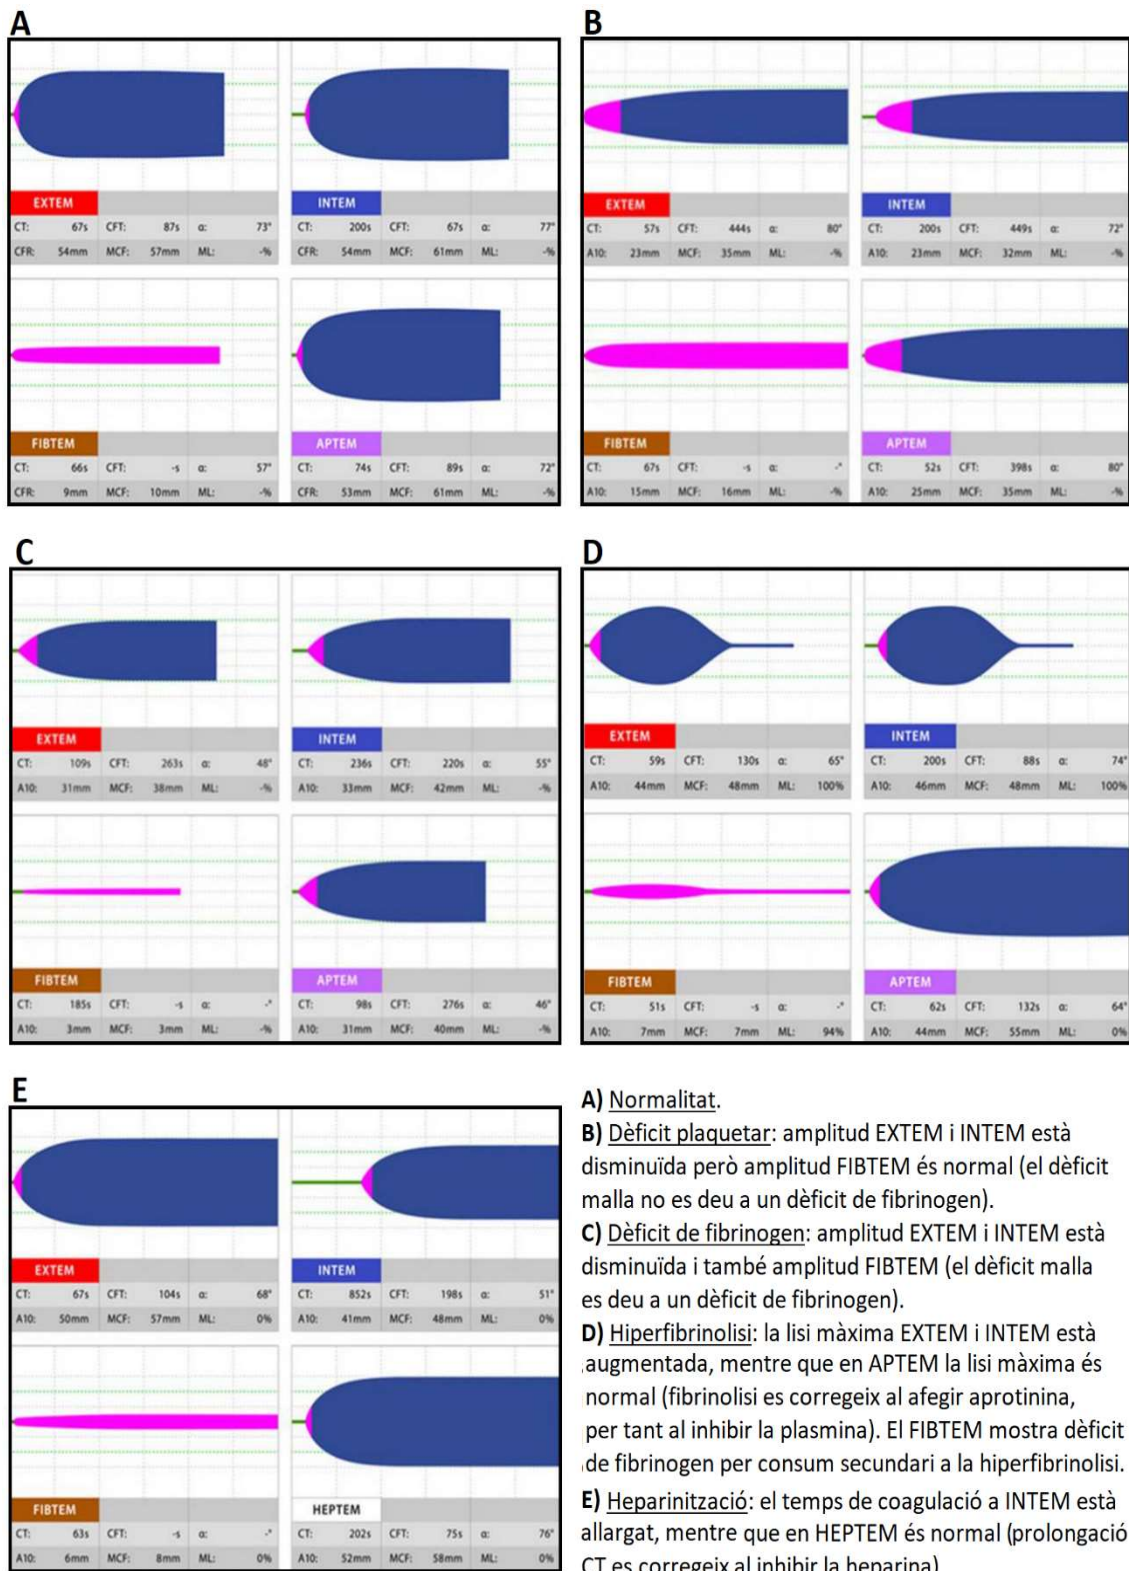 A
EXTEM
CT: 67s CFT: 87s α: 73°
CFR: 54mm MCF: 57mm ML: -%
INTEM
CT: 200s CFT: 67s α: 77°
CFR: 54mm MCF: 61mm ML: -%
FIBTEM
CT: 66s CFT: -s α: 57°
CFR: 9mm MCF: 10mm ML: -%
APTEM
CT: 74s CFT: 89s α: 72°
CFR: 53mm MCF: 61mm ML: -%
B
EXTEM
CT: 57s CFT: 444s α: 80°
A10: 23mm MCF: 35mm ML: -%
INTEM
CT: 200s CFT: 449s α: 72°
A10: 23mm MCF: 32mm ML: -%
FIBTEM
CT: 67s CFT: -s α: -°
A10: 15mm MCF: 16mm ML: -%
APTEM
CT: 52s CFT: 398s α: 80°
A10: 25mm MCF: 35mm ML: -%
C
EXTEM
CT: 109s CFT: 263s α: 48°
A10: 31mm MCF: 38mm ML: -%
INTEM
CT: 236s CFT: 220s α: 55°
A10: 33mm MCF: 42mm ML: -%
FIBTEM
CT: 185s CFT: -s α: -°
A10: 3mm MCF: 3mm ML: -%
APTEM
CT: 98s CFT: 276s α: 46°
A10: 31mm MCF: 40mm ML: -%
D
EXTEM
CT: 59s CFT: 130s α: 65°
A10: 44mm MCF: 48mm ML: 100%
INTEM
CT: 200s CFT: 88s α: 74°
A10: 46mm MCF: 48mm ML: 100%
FIBTEM
CT: 51s CFT: -s α: -°
A10: 7mm MCF: 7mm ML: 94%
APTEM
CT: 62s CFT: 132s α: 64°
A10: 44mm MCF: 55mm ML: 0%
E
EXTEM
CT: 67s CFT: 104s α: 68°
A10: 50mm MCF: 57mm ML: 0%
INTEM
CT: 852s CFT: 198s α: 51°
A10: 41mm MCF: 48mm ML: 0%
FIBTEM
CT: 63s CFT: -s α: -°
A10: 6mm MCF: 8mm ML: 0%
HEPTEM
CT: 202s CFT: 75s α: 76°
A10: 52mm MCF: 58mm ML: 0%
A) Normalitat.
B) Dèficit plaquetar: amplitud EXTEM i INTEM està
disminuïda però amplitud FIBTEM és normal (el dèficit
malla no es deu a un dèficit de fibrinogen).
C) Dèficit de fibrinogen: amplitud EXTEM i INTEM està
disminuïda i també amplitud FIBTEM (el dèficit malla
es deu a un dèficit de fibrinogen).
D) Hiperfibrinolisi: la lisi màxima EXTEM i INTEM està
augmentada, mentre que en APTEM la lisi màxima és
normal (fibrinolisi es corregeix al afegir aprotinina,
per tant al inhibir la plasmina). El FIBTEM mostra dèficit
de fibrinogen per consum secundari a la hiperfibrinolisi.
E) Heparinització: el temps de coagulació a INTEM està
allargat, mentre que en HEPTEM és normal (prolongació
CT es corregeix al inhibir la heparina)